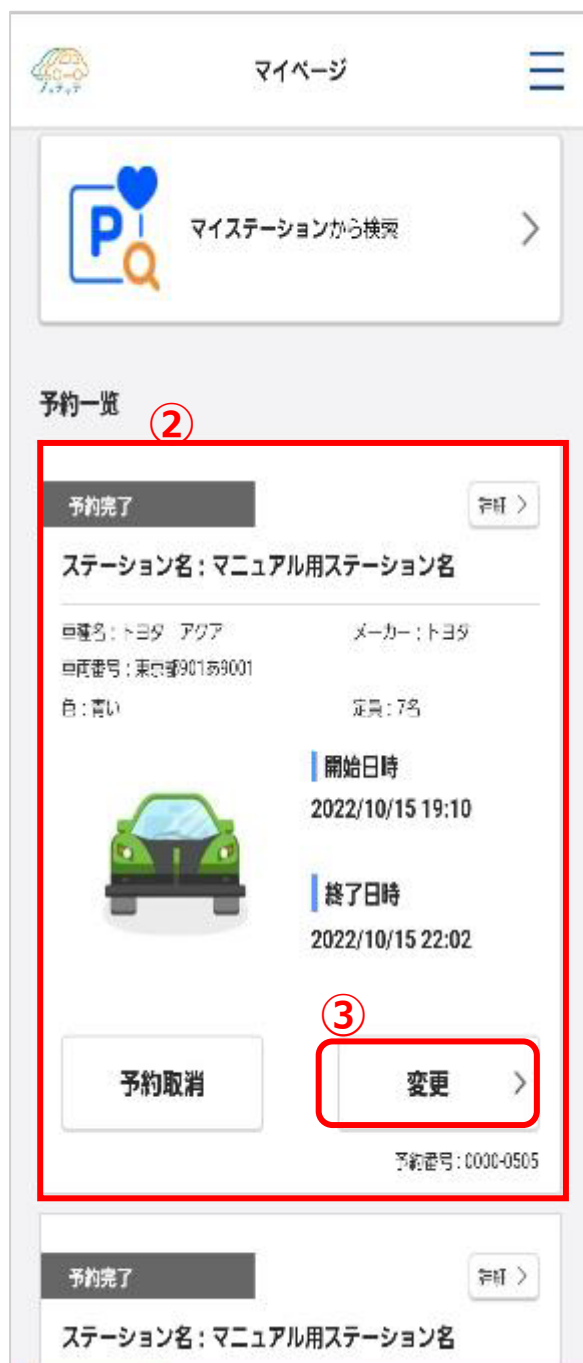 ノッテッテ
マイページ
マイステーションから検索
予約一覧
②
予約完了
詳細 >
ステーション名 : マニュアル用ステーション名
車種名 : トヨタ アクア メーカー : トヨタ
車両番号 : 東京都901あ9001
色 : 青い 定員 : 7名
開始日時
2022/10/15 19:10
終了日時
2022/10/15 22:02
③
予約取消 変更 >
予約番号 : 0000-0505
予約完了
詳細 >
ステーション名 : マニュアル用ステーション名